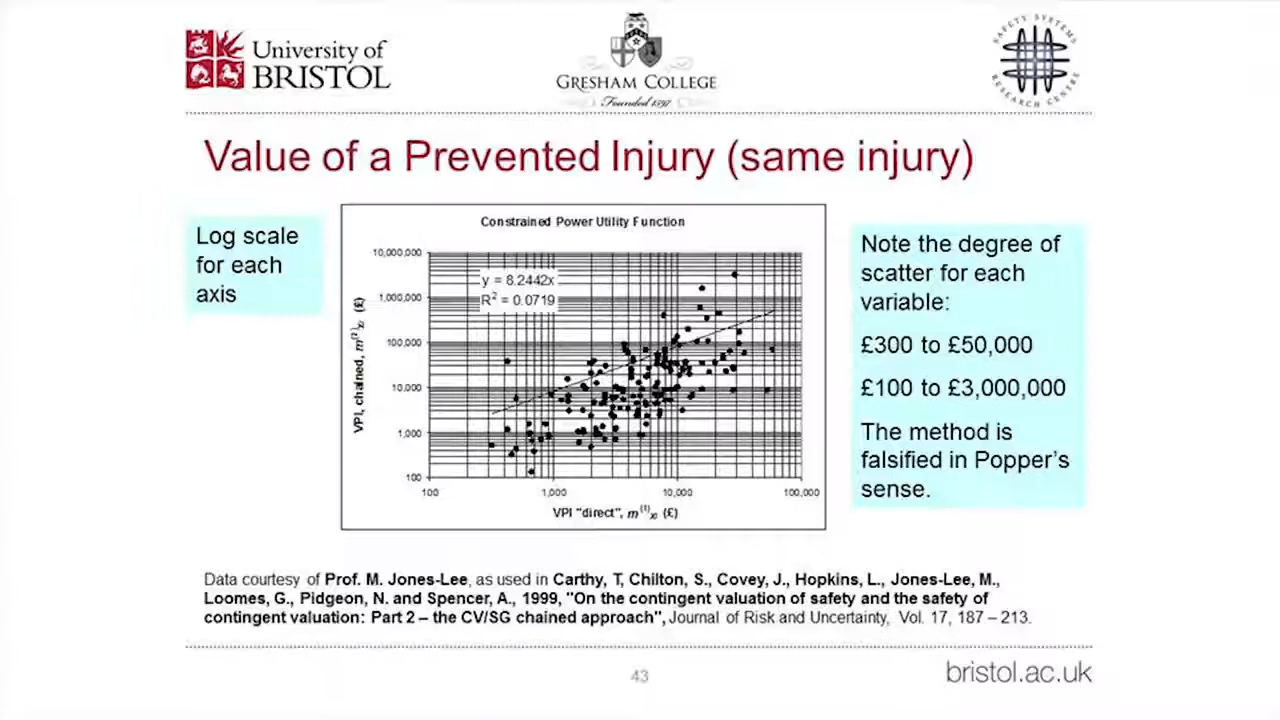 University of
BRISTOL
GRESHAM COLLEGE
Founded 1597
SAFETY SYSTEMS
RESEARCH CENTRE
Value of a Prevented Injury (same injury)
Log scale
for each
axis
Constrained Power Utility Function
y = 8.2442x
R² = 0.0719
10,000,000
1,000,000
100,000
10,000
1,000
100
VPI, chained, m⁽²⁾ₓᵢ (£)
100
1,000
10,000
100,000
VPI "direct", m⁽¹⁾ₓᵢ (£)
Note the degree of
scatter for each
variable:
£300 to £50,000
£100 to £3,000,000
The method is
falsified in Popper's
sense.
Data courtesy of Prof. M. Jones-Lee, as used in Carthy, T, Chilton, S., Covey, J., Hopkins, L., Jones-Lee, M.,
Loomes, G., Pidgeon, N. and Spencer, A., 1999, "On the contingent valuation of safety and the safety of
contingent valuation: Part 2 – the CV/SG chained approach", Journal of Risk and Uncertainty, Vol. 17, 187 – 213.
43
bristol.ac.uk